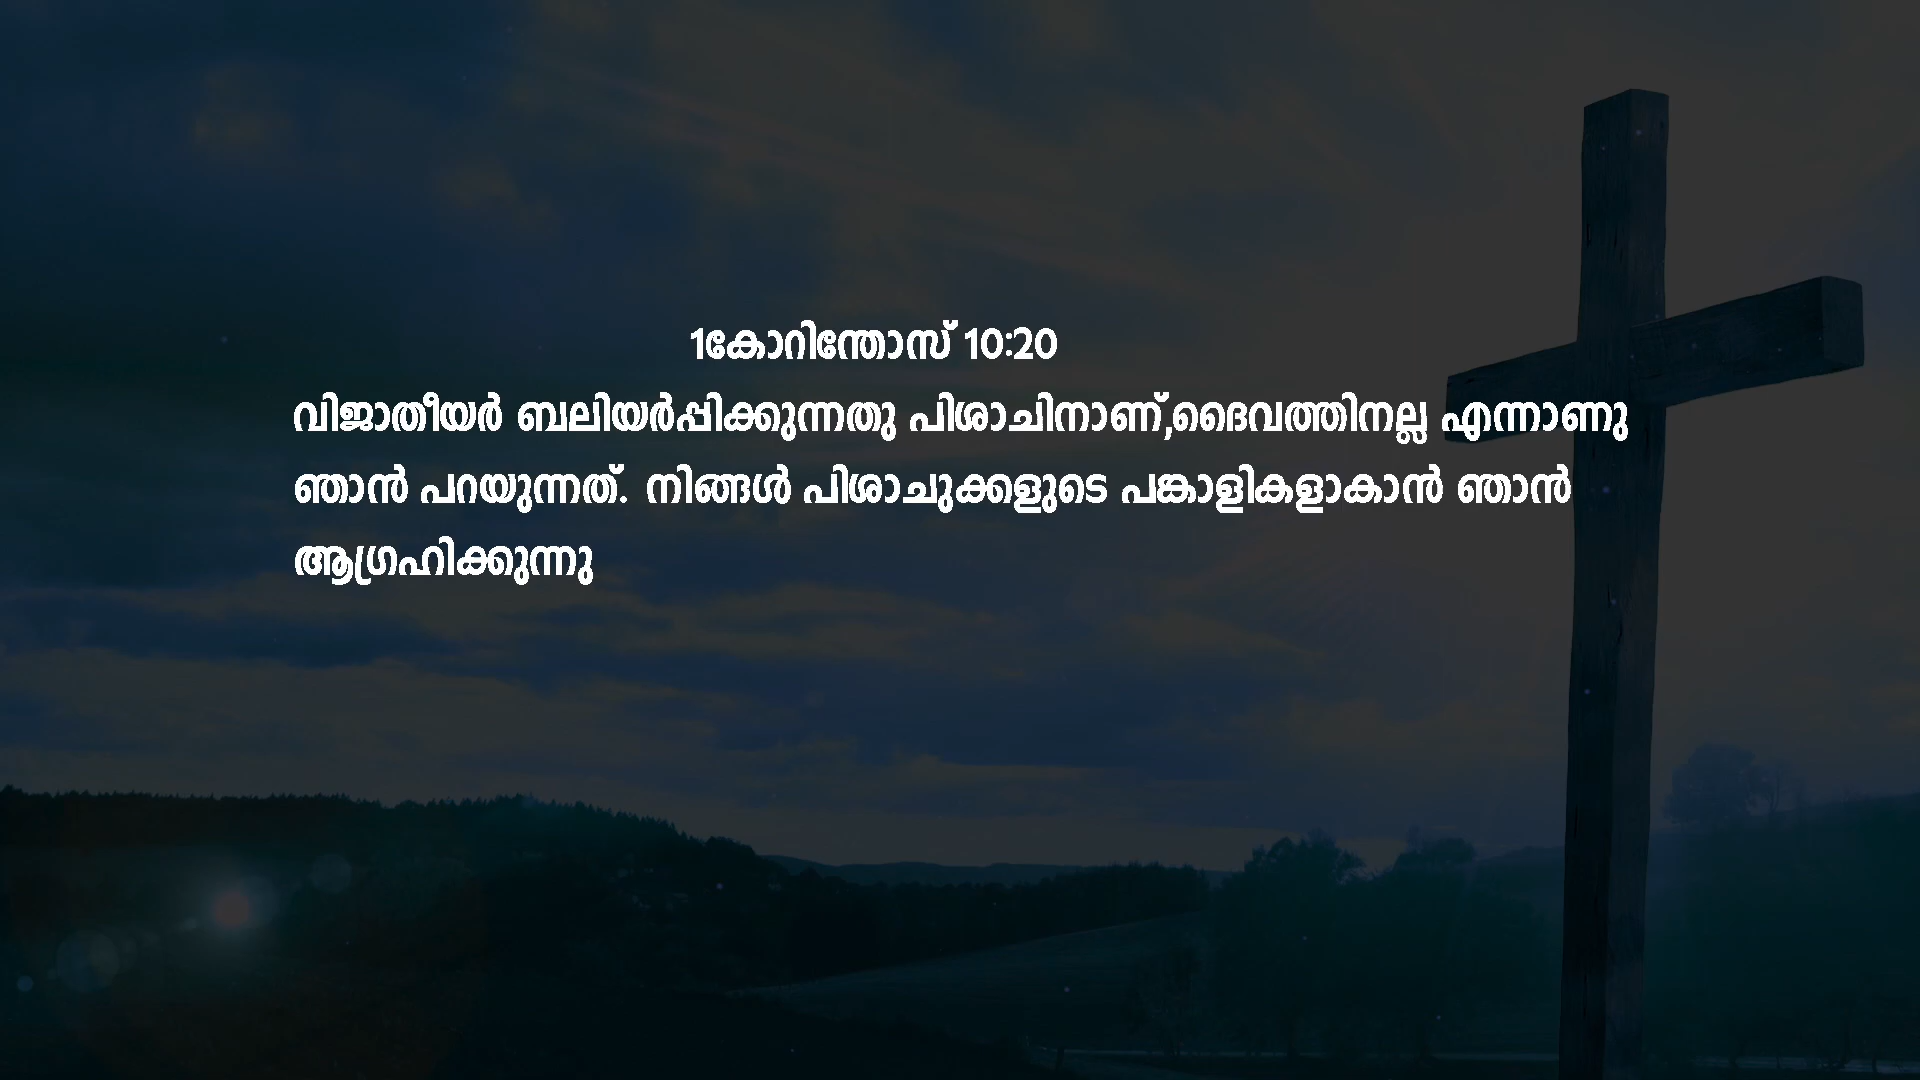 1കോറിന്തോസ് 10:20
വിജാതീയർ ബലിയർപ്പിക്കുന്നതു പിശാചിനാണ്,ദൈവത്തിനല്ല എന്നാണു
ഞാൻ പറയുന്നത്. നിങ്ങൾ പിശാചുക്കളുടെ പങ്കാളികളാകാൻ ഞാൻ
ആഗ്രഹിക്കുന്നു